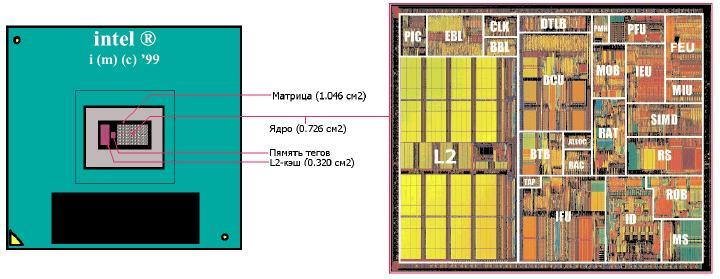 intel ®
i (m) (c) '99
Матрица (1.046 см2)
Ядро (0.726 см2)
Пямять тегов
L2-кэш (0.320 см2)
PIC
EBL
CLK
BBL
DTLB
PMH
PFU
FEU
DCU
MOB
IEU
MIU
L2
RAT
SIMD
BTB
ALLOC
BAC
RS
TAP
IFU
ID
ROB
MS